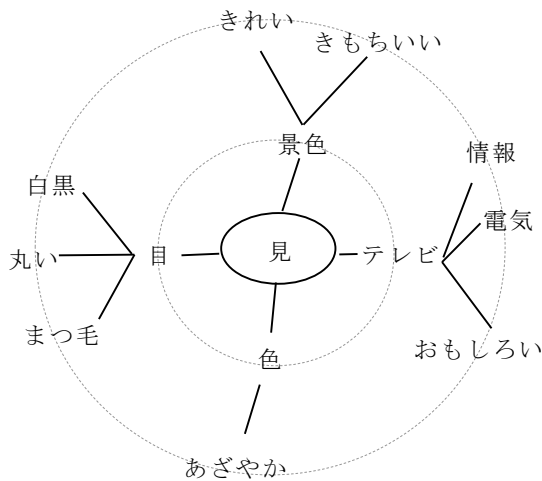 きれい
きもちいい
景色
情報
白黒
電気
丸い
目
見
テレビ
まつ毛
おもしろい
色
あざやか